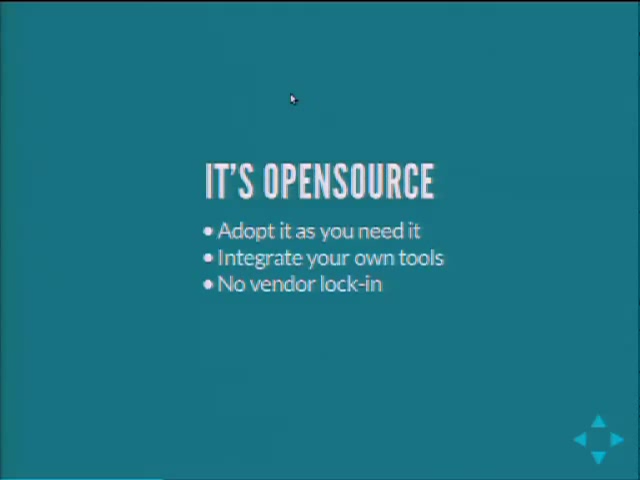 IT'S OPENSOURCE
• Adopt it as you need it
• Integrate your own tools
• No vendor lock-in